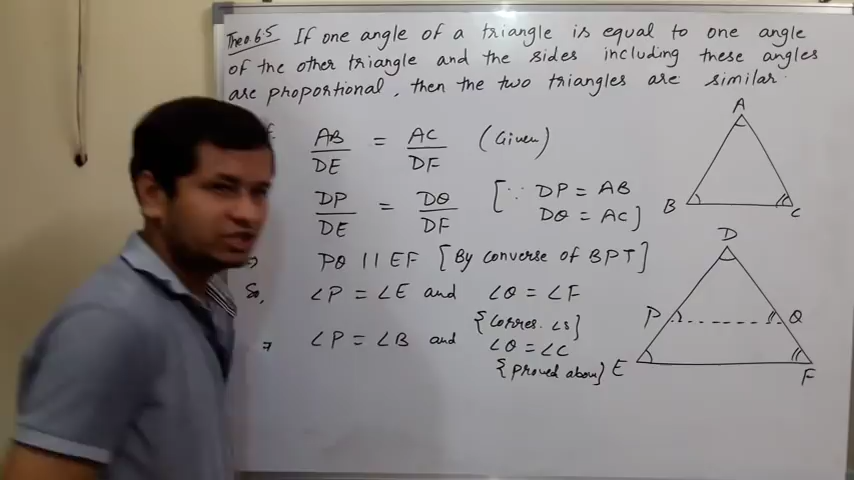 Theo.6.5 If one angle of a triangle is equal to one angle
of the other triangle and the sides including these angles
are proportional, then the two triangles are similar.
AB/DE = AC/DF (Given)
DP/DE = DQ/DF [∵ DP = AB
DQ = AC]
PQ || EF [By converse of BPT]
So, ∠P = ∠E and ∠Q = ∠F
{Corres. ∠s}
⇒ ∠P = ∠B and ∠Q = ∠C
{Proved above}
A
B
C
D
P
Q
E
F